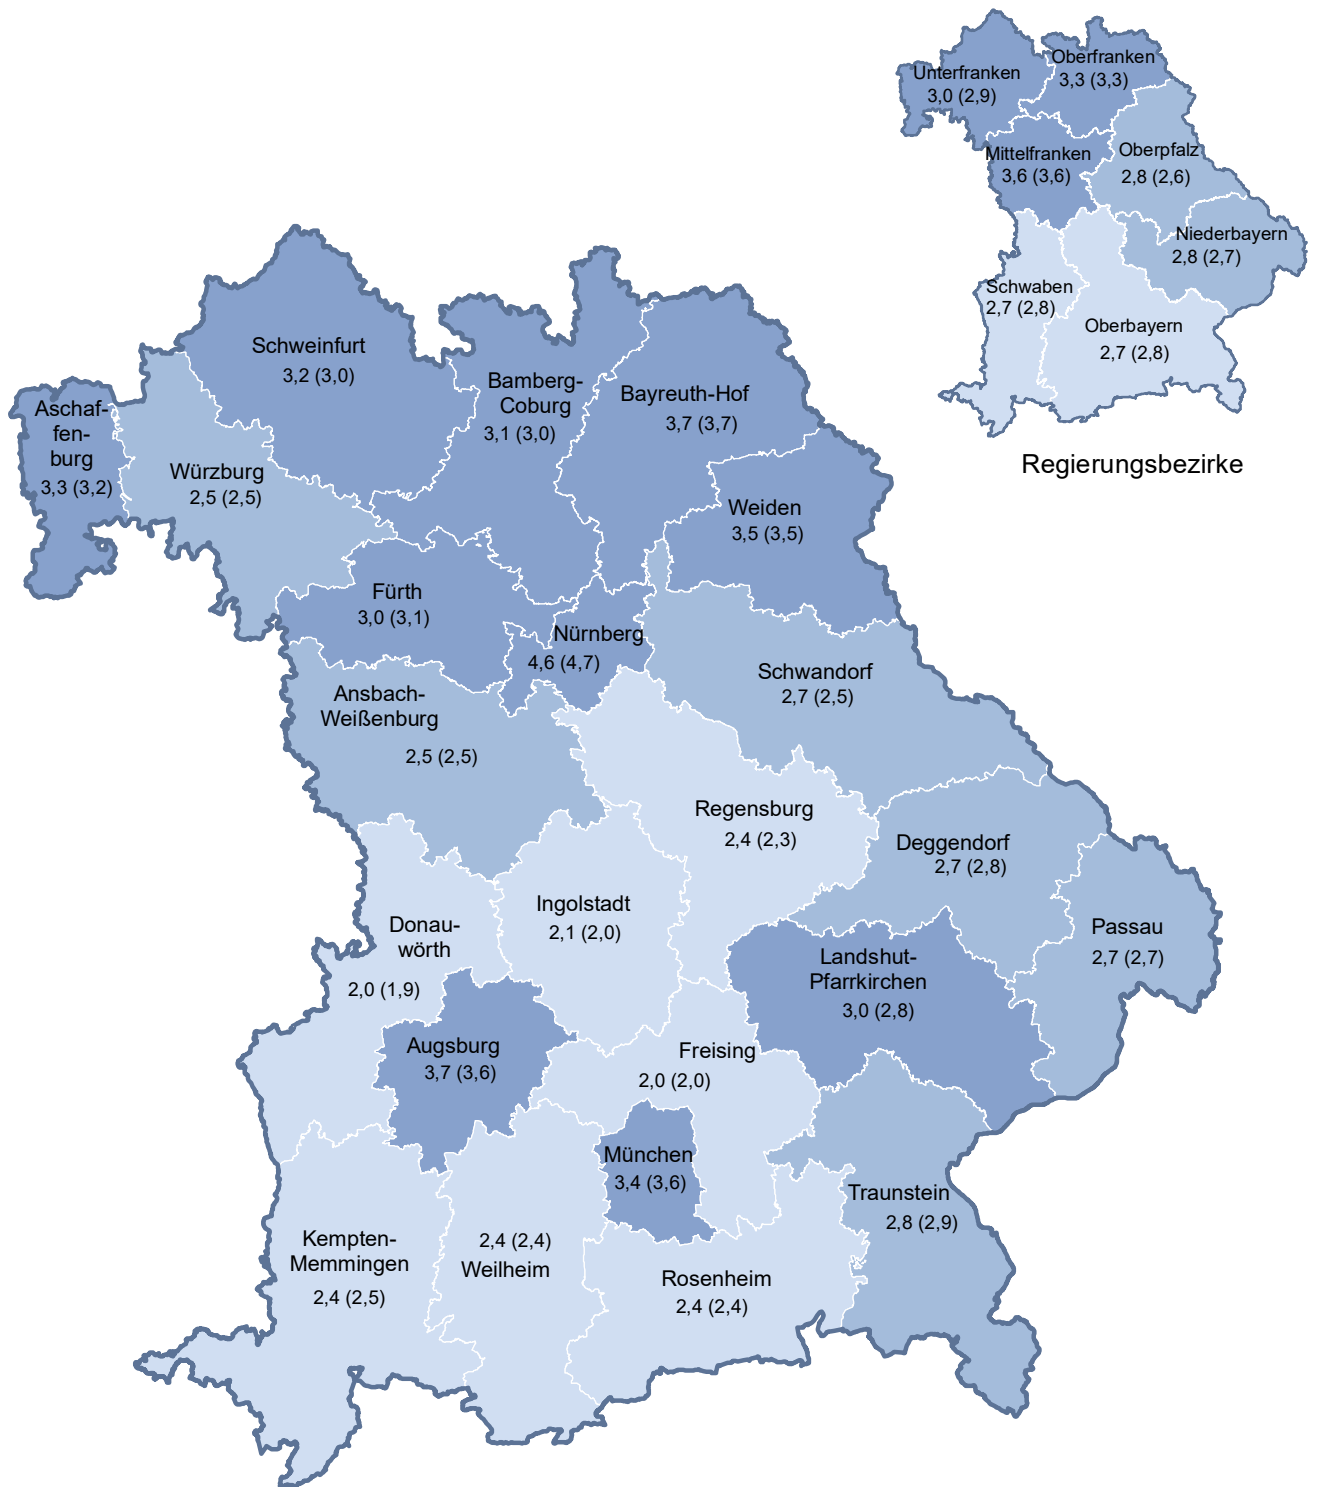 Unterfranken
3,0 (2,9)
Oberfranken
3,3 (3,3)
Mittelfranken
3,6 (3,6)
Oberpfalz
2,8 (2,6)
Niederbayern
2,8 (2,7)
Schwaben
2,7 (2,8)
Oberbayern
2,7 (2,8)
Regierungsbezirke
Schweinfurt
3,2 (3,0)
Bamberg-
Coburg
3,1 (3,0)
Bayreuth-Hof
3,7 (3,7)
Aschaf-
fen-
burg
3,3 (3,2)
Würzburg
2,5 (2,5)
Weiden
3,5 (3,5)
Fürth
3,0 (3,1)
Nürnberg
4,6 (4,7)
Schwandorf
2,7 (2,5)
Ansbach-
Weißenburg
2,5 (2,5)
Regensburg
2,4 (2,3)
Deggendorf
2,7 (2,8)
Ingolstadt
2,1 (2,0)
Donau-
wörth
2,0 (1,9)
Passau
2,7 (2,7)
Landshut-
Pfarrkirchen
3,0 (2,8)
Augsburg
3,7 (3,6)
Freising
2,0 (2,0)
München
3,4 (3,6)
Traunstein
2,8 (2,9)
Kempten-
Memmingen
2,4 (2,5)
2,4 (2,4)
Weilheim
Rosenheim
2,4 (2,4)